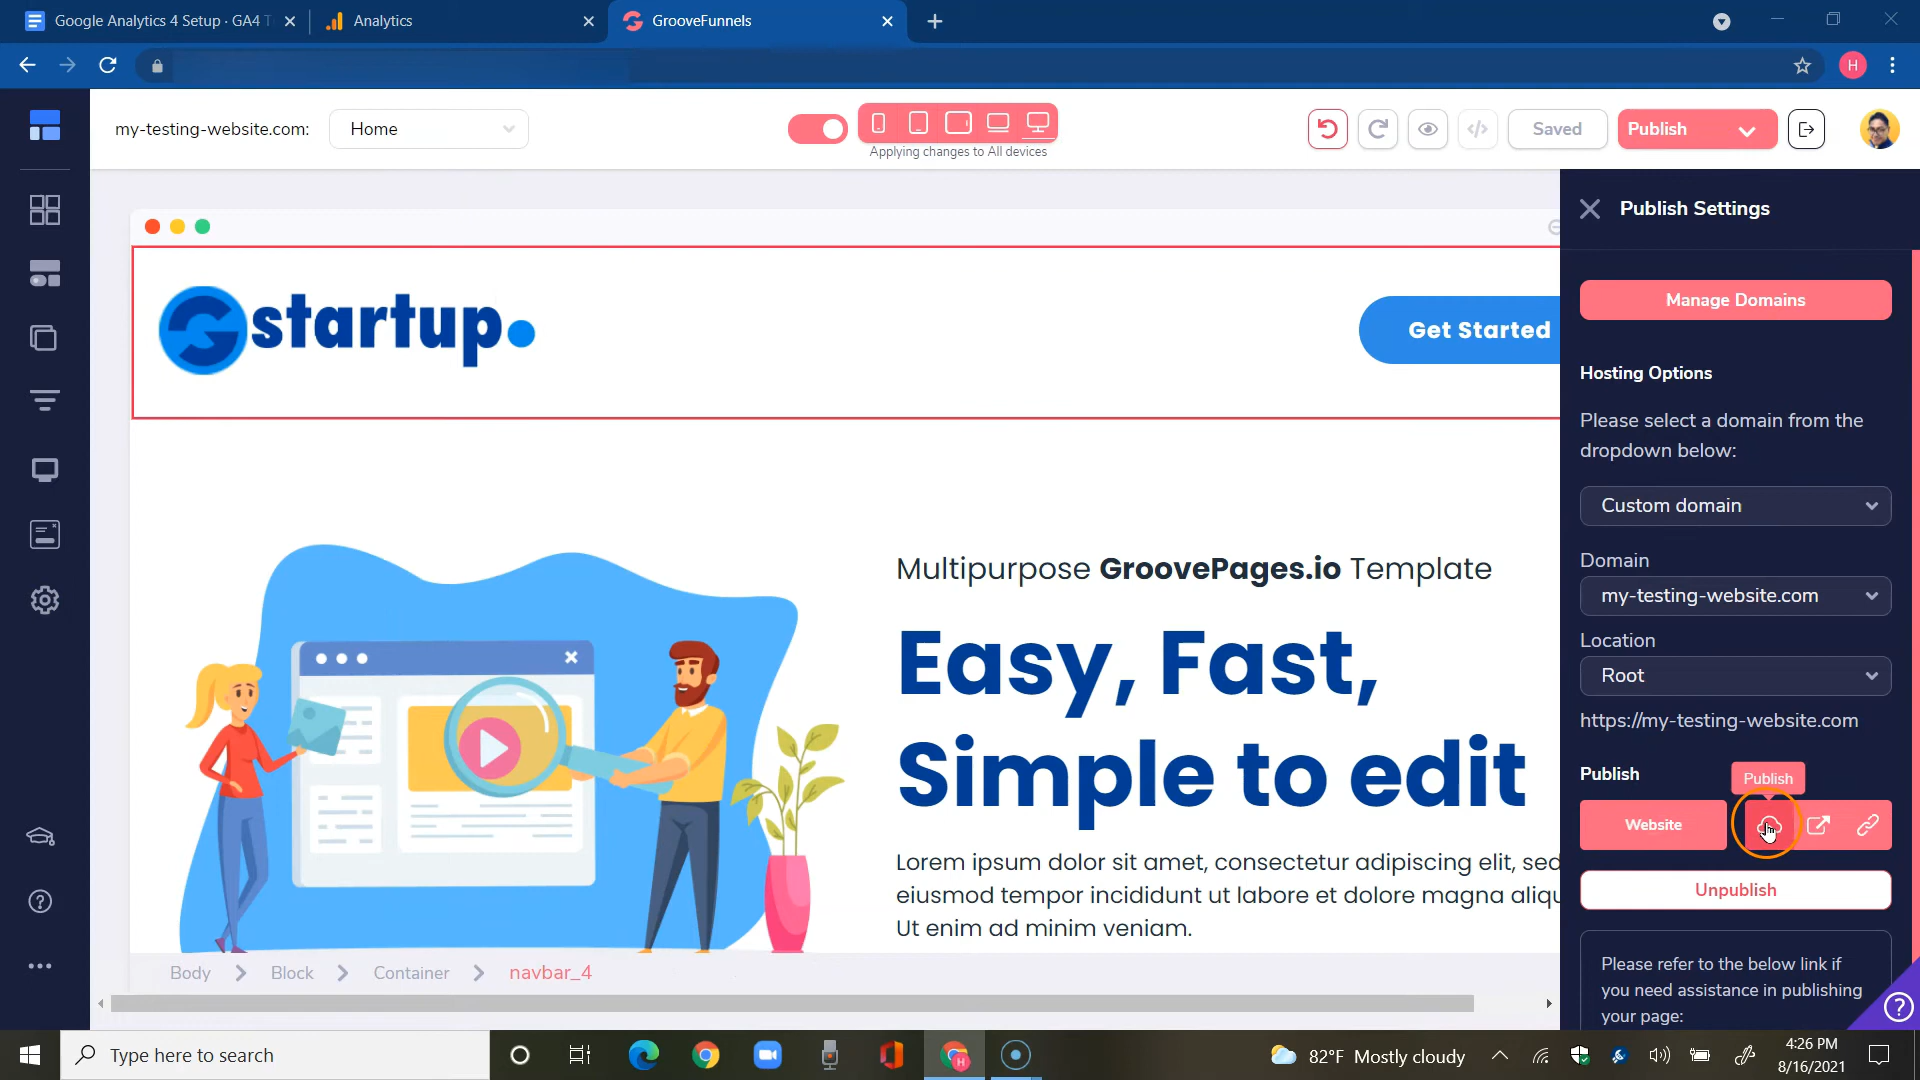 Google Analytics 4 Setup - GA4 T
Analytics
GrooveFunnels
H
my-testing-website.com:
Home
Applying changes to All devices
</>
Saved
Publish
Publish Settings
startup.
Get Started
Manage Domains
Hosting Options
Please select a domain from the
dropdown below:
Custom domain
Domain
my-testing-website.com
Location
Root
https://my-testing-website.com
Publish
Publish
Website
Unpublish
Please refer to the below link if
you need assistance in publishing
your page:
Multipurpose GroovePages.io Template
Easy, Fast,
Simple to edit
Lorem ipsum dolor sit amet, consectetur adipiscing elit, sed
eiusmod tempor incididunt ut labore et dolore magna aliqu
Ut enim ad minim veniam.
Body > Block > Container > navbar_4
Type here to search
82°F Mostly cloudy
4:26 PM
8/16/2021